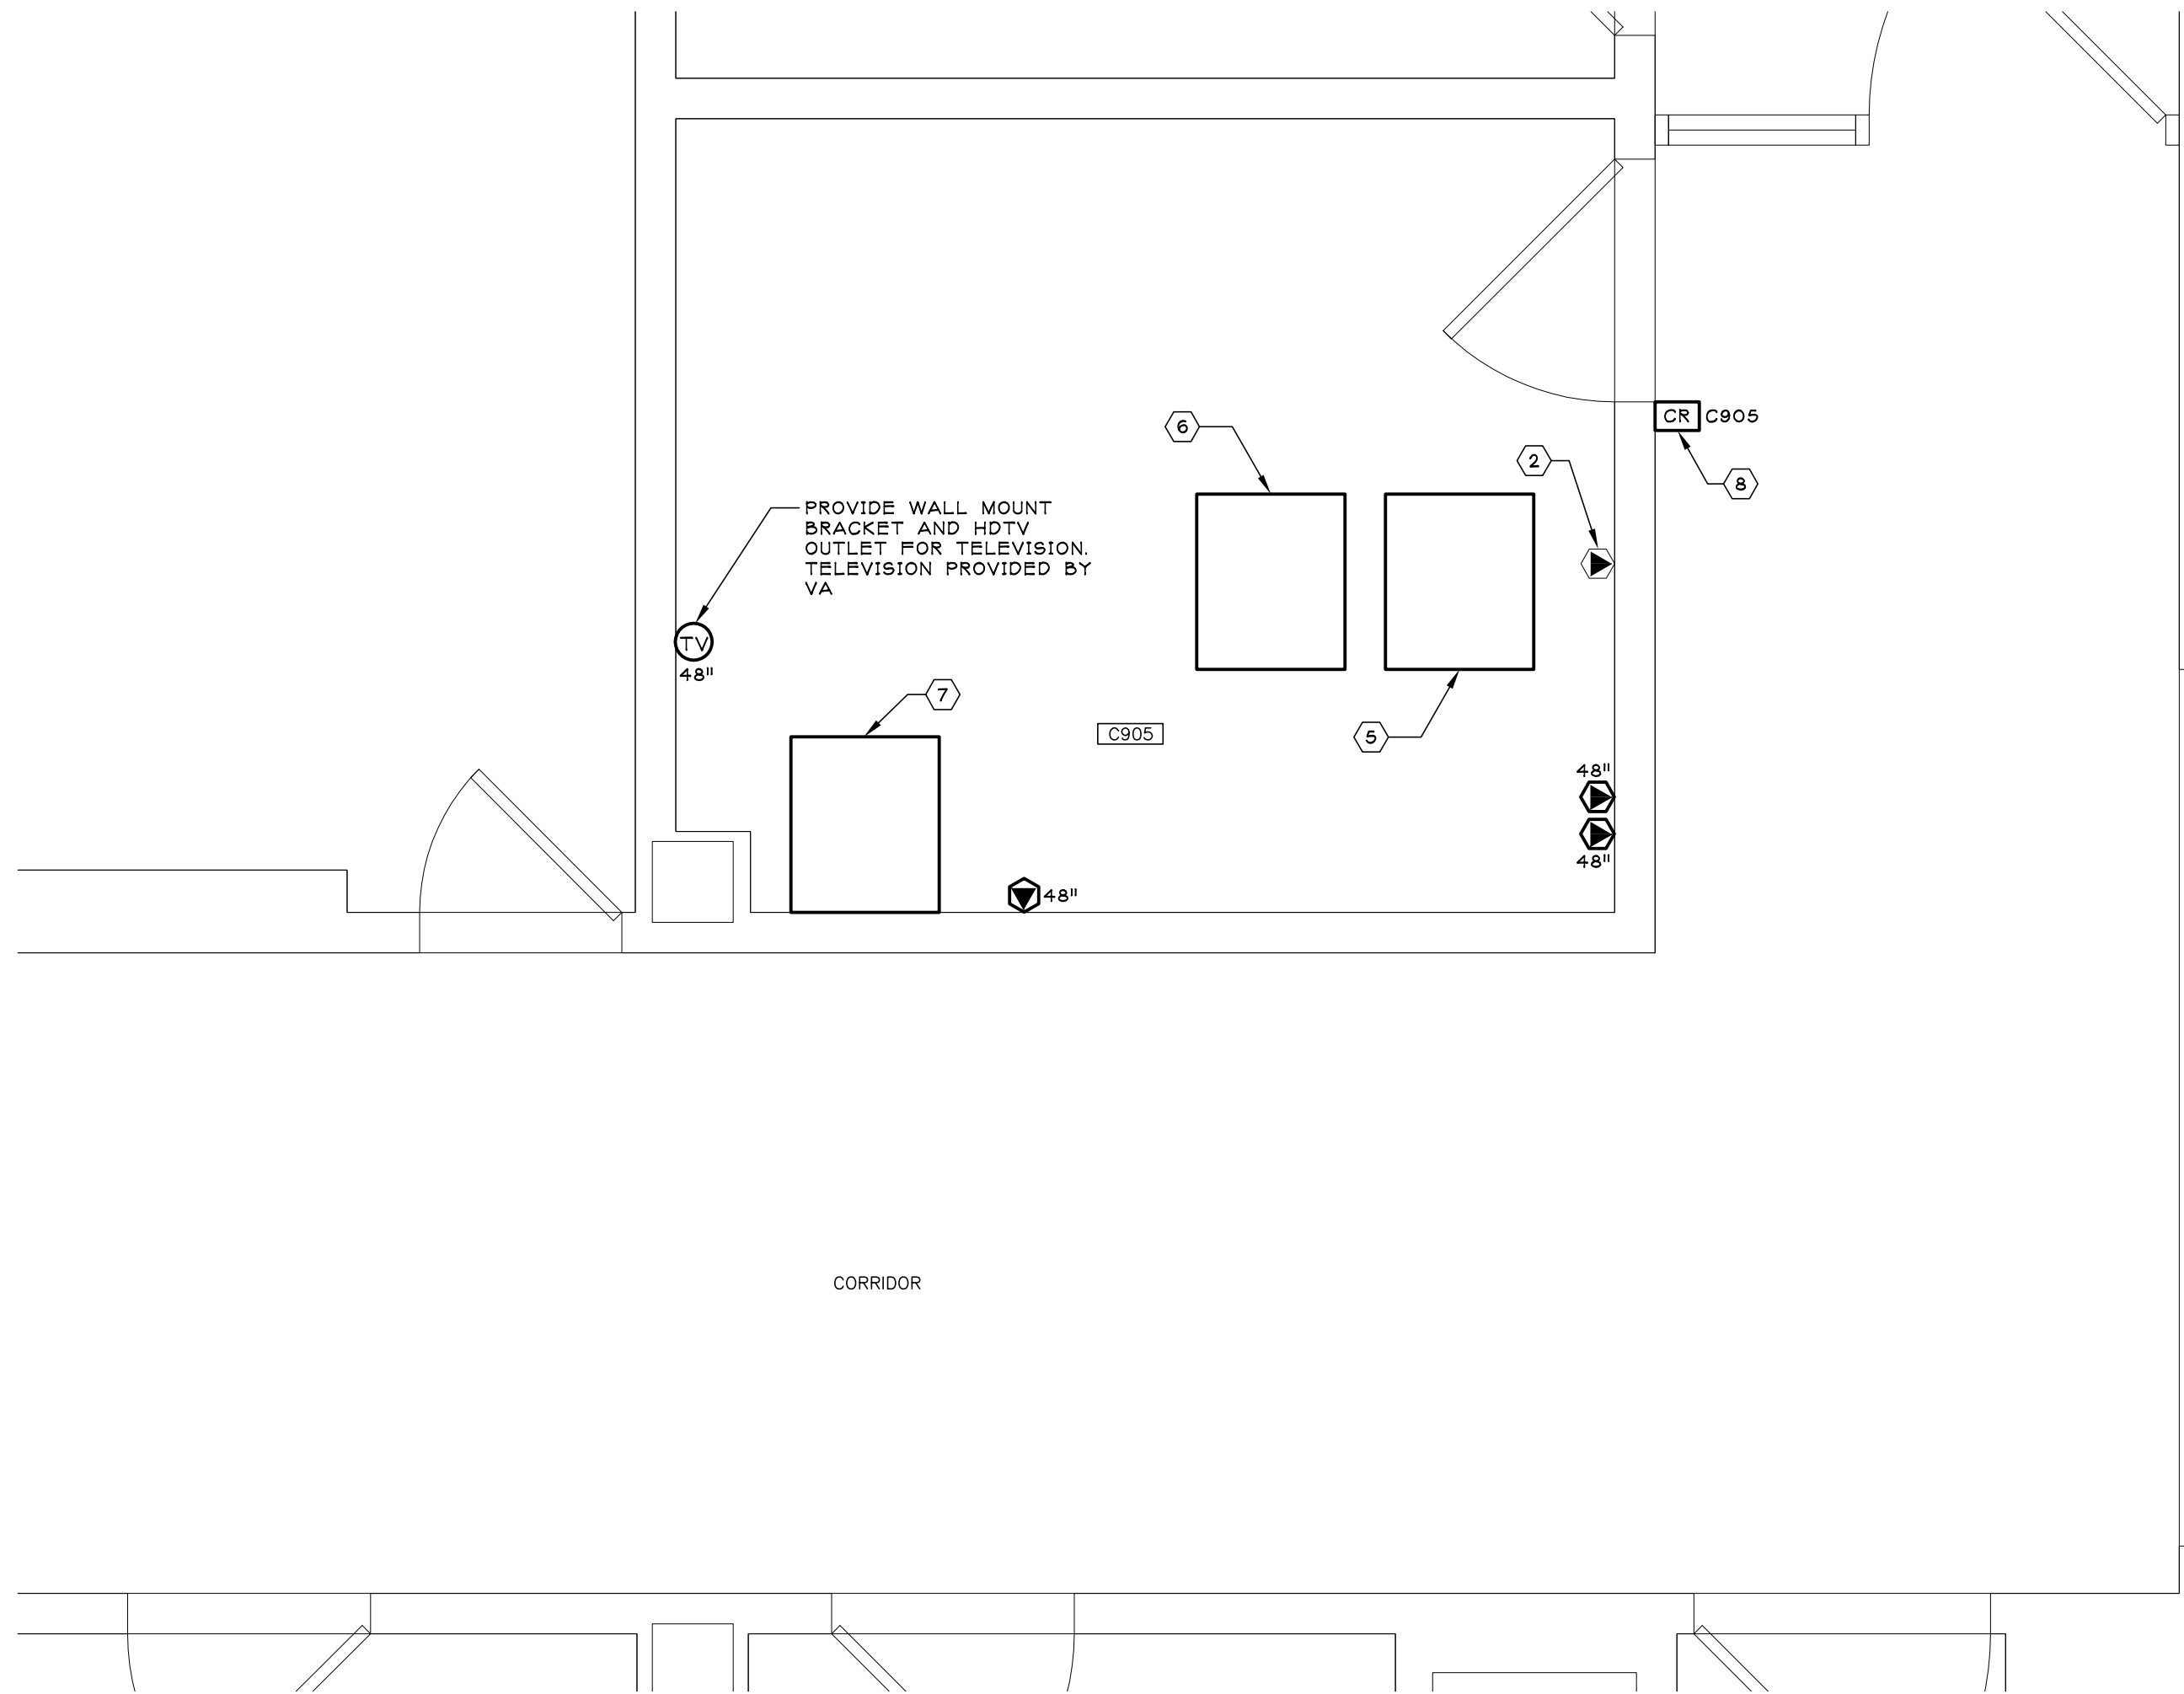 CR C905
6
2
8
PROVIDE WALL MOUNT
BRACKET AND HDTV
OUTLET FOR TELEVISION.
TELEVISION PROVIDED BY
VA
TV
48"
7
C905
5
48"
48"
48"
CORRIDOR